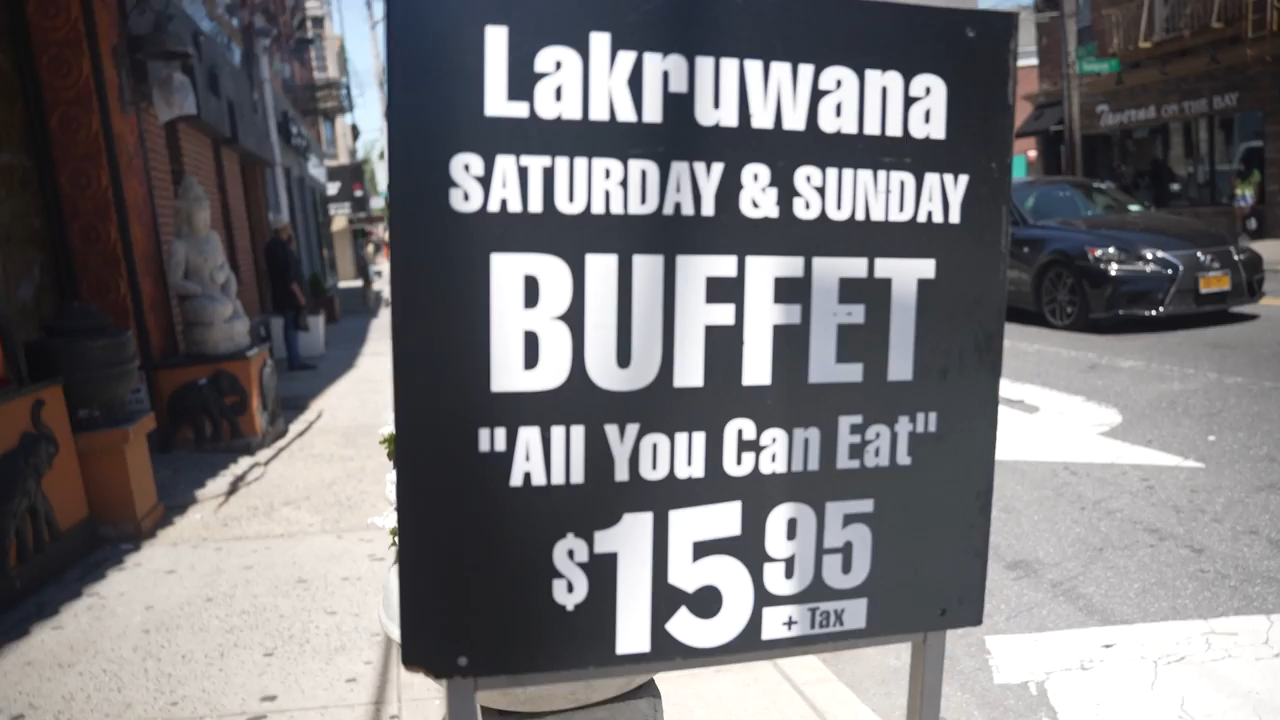 Lakruwana
SATURDAY & SUNDAY
BUFFET
"All You Can Eat"
$15.95
+ Tax
Taverna ON THE BAY